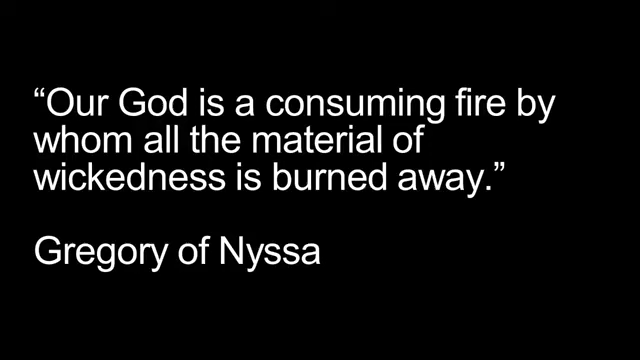 “Our God is a consuming fire by
whom all the material of
wickedness is burned away.”
Gregory of Nyssa